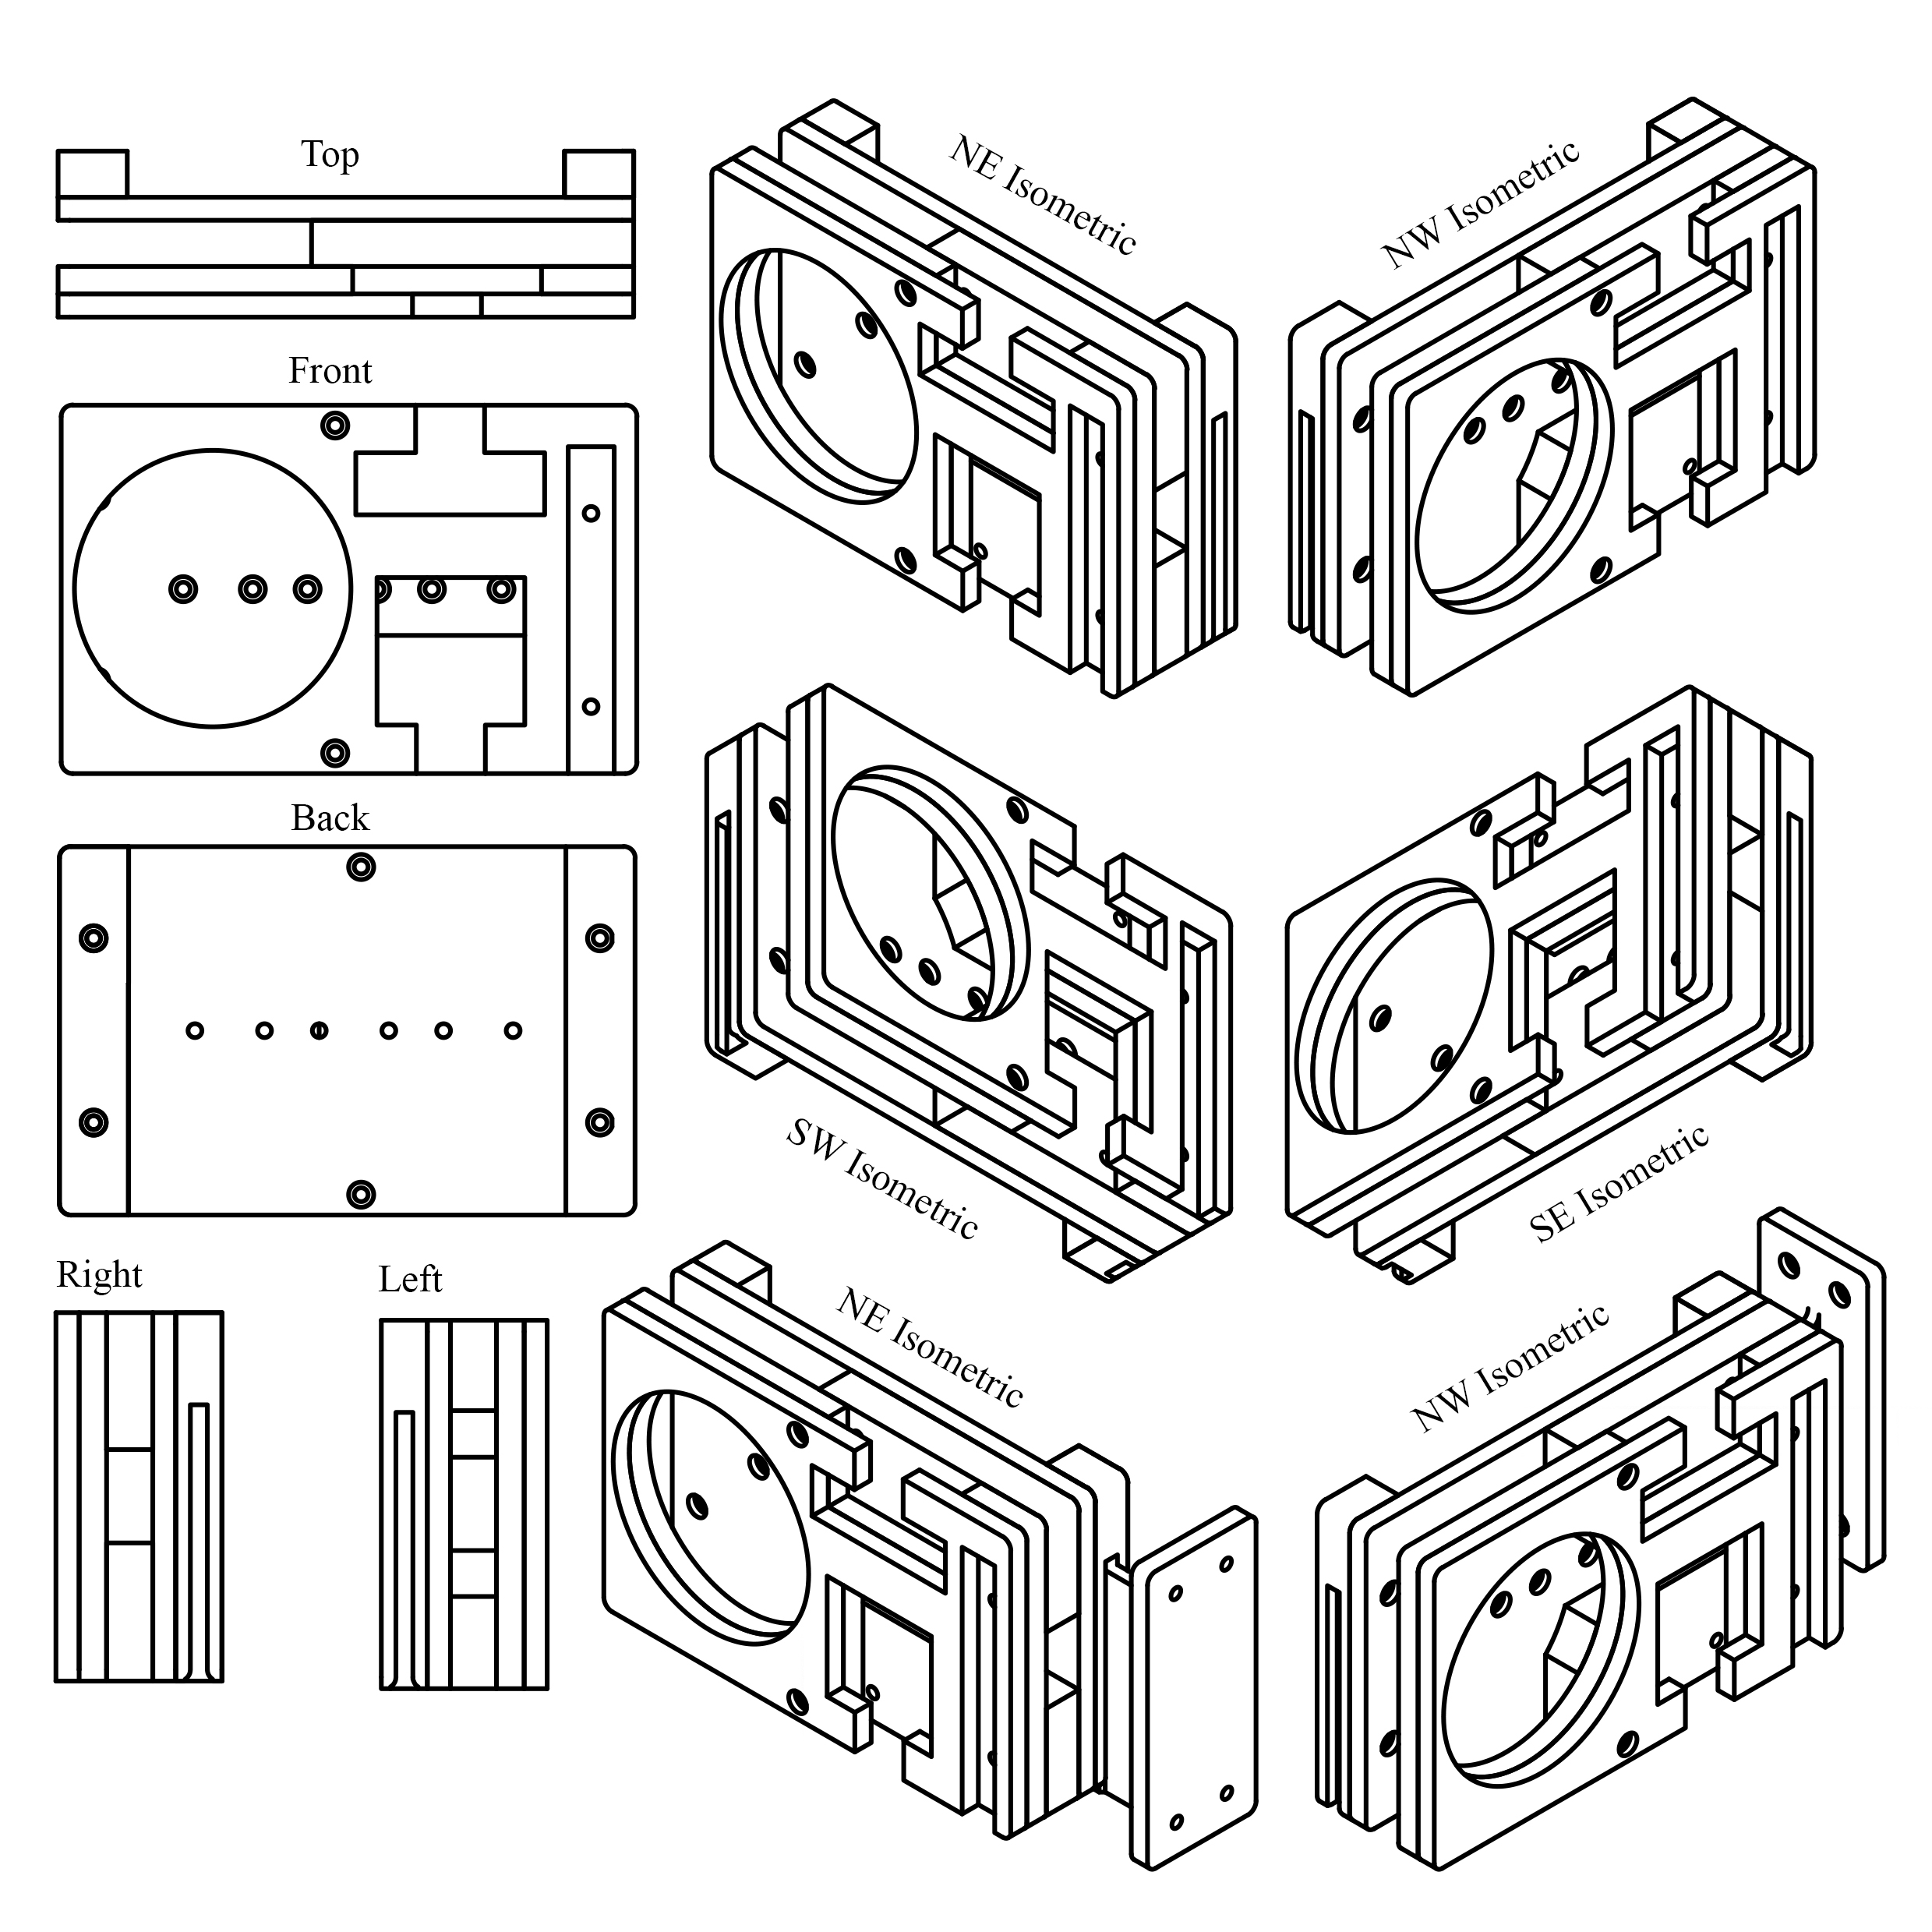 Top
NE Isometric
NW Isometric
Front
Back
SW Isometric
SE Isometric
Right
Left
NE Isometric
NW Isometric